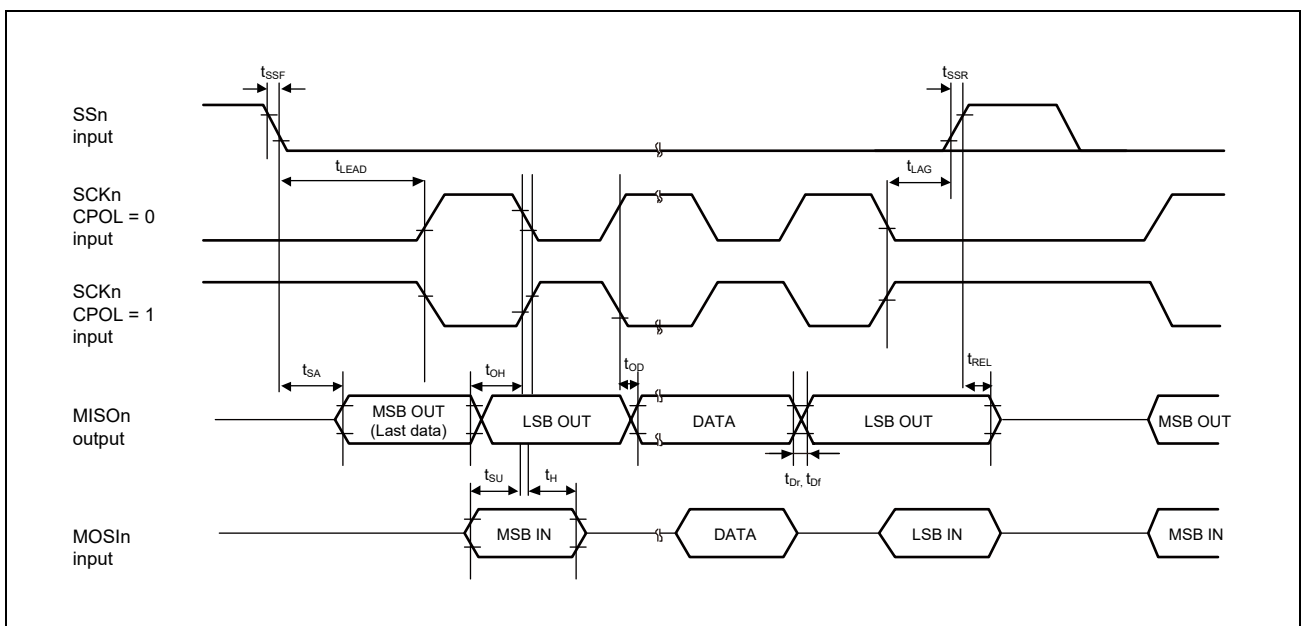 tSSF
tSSR
SSn
input
tLEAD
tLAG
SCKn
CPOL = 0
input
SCKn
CPOL = 1
input
tSA
tOH
tOD
tREL
MISOn
output
MSB OUT
(Last data)
LSB OUT
DATA
LSB OUT
MSB OUT
tSU
tH
tDr, tDf
MOSIn
input
MSB IN
DATA
LSB IN
MSB IN